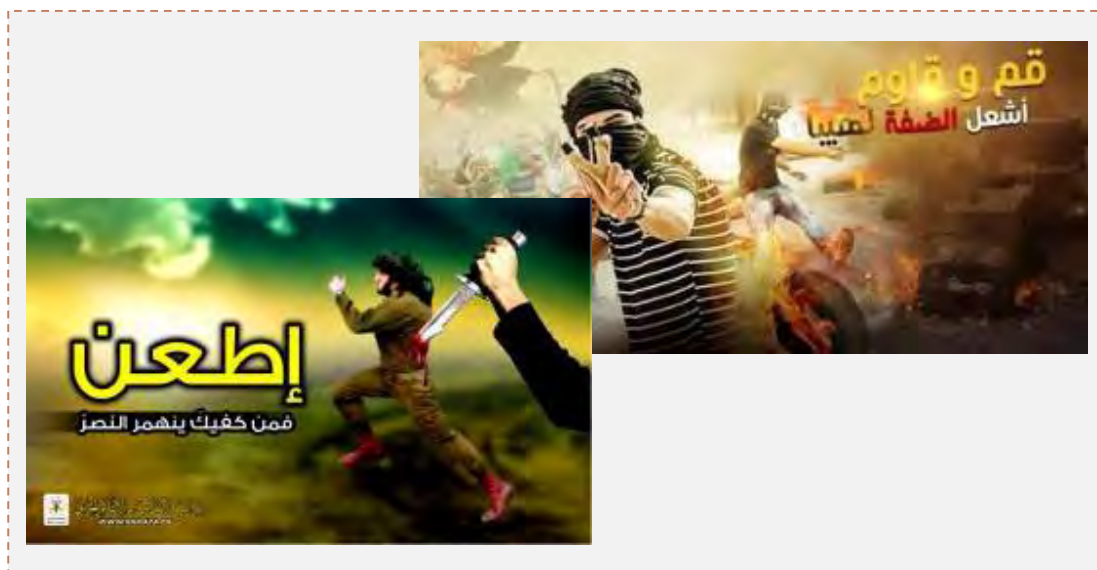 قم و قاوم
أشعل الضفة لهيباً
إطعن
فمن كفيكَ ينهمر النصرَ